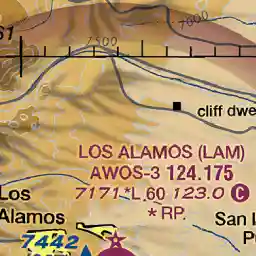 7000
7500
cliff dwe
LOS ALAMOS (LAM)
AWOS-3 124.175
7171 *L 60 123.0 C
* RP.
Los
Alamos
San I
7442